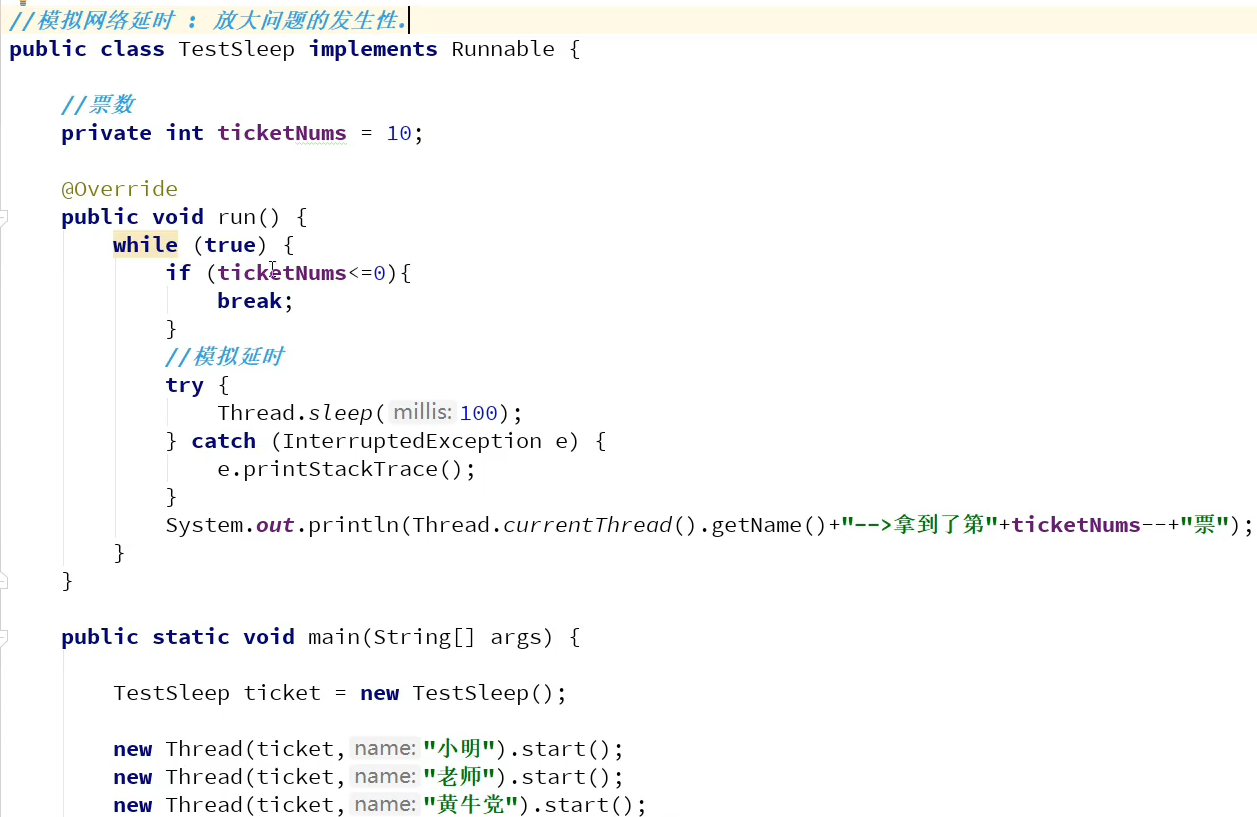 //模拟网络延时 ： 放大问题的发生性.
public class TestSleep implements Runnable {
//票数
private int ticketNums = 10;
@Override
public void run() {
while (true) {
if (ticketNums<=0){
break;
}
//模拟延时
try {
Thread.sleep( millis: 100);
} catch (InterruptedException e) {
e.printStackTrace();
}
System.out.println(Thread.currentThread().getName()+"-->拿到了第"+ticketNums--+"票");
}
}
public static void main(String[] args) {
TestSleep ticket = new TestSleep();
new Thread(ticket, name: "小明").start();
new Thread(ticket, name: "老师").start();
new Thread(ticket, name: "黄牛党").start();